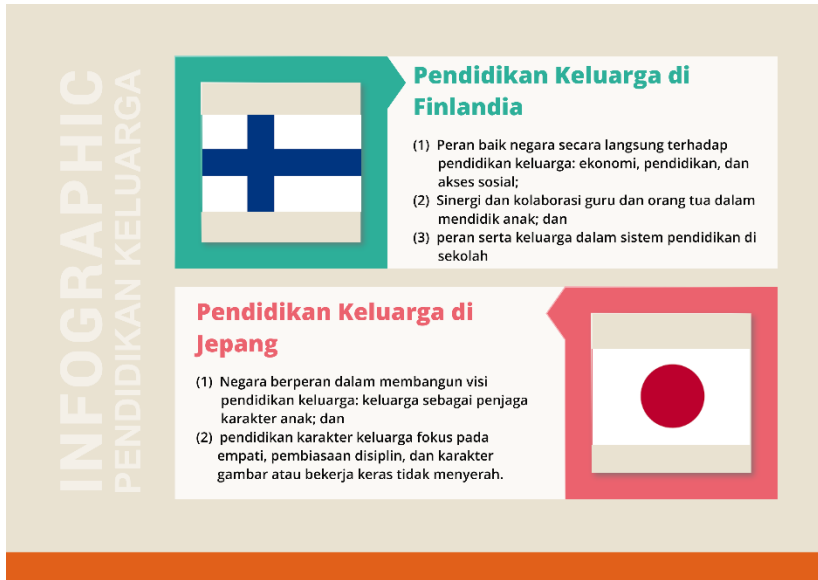 INFOGRAPHIC
PENDIDIKAN KELUARGA
Pendidikan Keluarga di
Finlandia
(1) Peran baik negara secara langsung terhadap
pendidikan keluarga: ekonomi, pendidikan, dan
akses sosial;
(2) Sinergi dan kolaborasi guru dan orang tua dalam
mendidik anak; dan
(3) peran serta keluarga dalam sistem pendidikan di
sekolah
Pendidikan Keluarga di
Jepang
(1) Negara berperan dalam membangun visi
pendidikan keluarga: keluarga sebagai penjaga
karakter anak; dan
(2) pendidikan karakter keluarga fokus pada
empati, pembiasaan disiplin, dan karakter
gambar atau bekerja keras tidak menyerah.